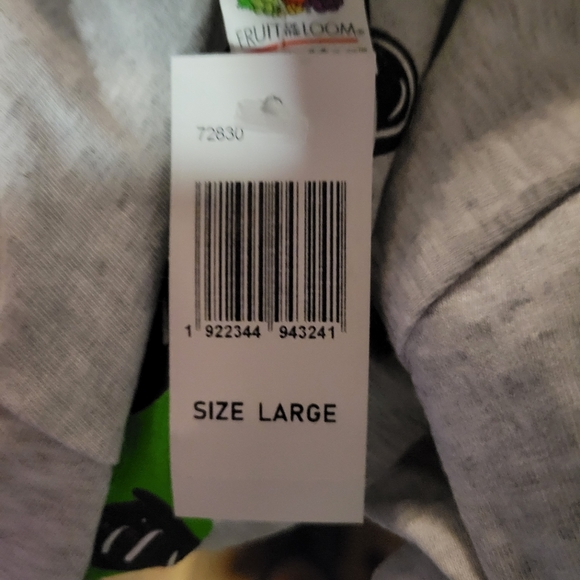 FRUIT OF THE LOOM®
72830
1 922344 943241
SIZE LARGE